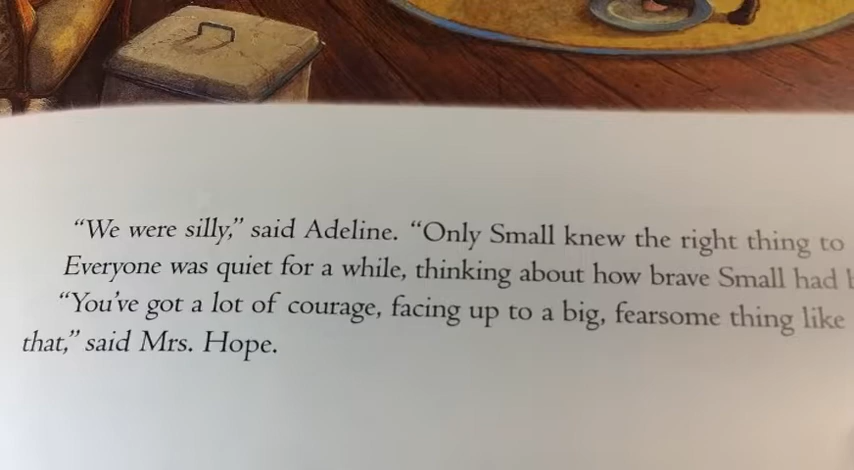 “We were silly,” said Adeline. “Only Small knew the right thing to
Everyone was quiet for a while, thinking about how brave Small had
“You’ve got a lot of courage, facing up to a big, fearsome thing like
that,” said Mrs. Hope.